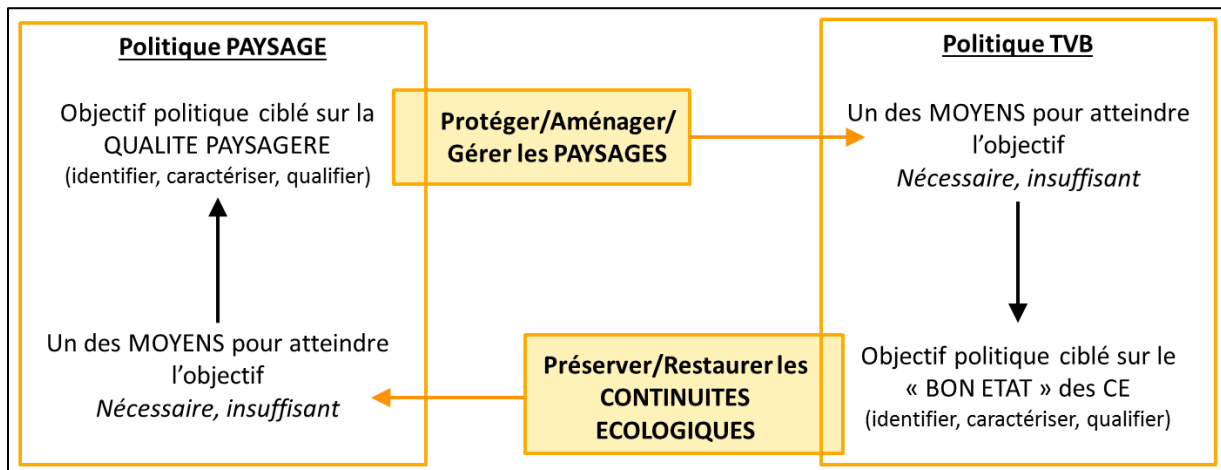 Politique PAYSAGE
Objectif politique ciblé sur la
QUALITE PAYSAGERE
(identifier, caractériser, qualifier)
Un des MOYENS pour atteindre
l’objectif
Nécessaire, insuffisant
Protéger/Aménager/
Gérer les PAYSAGES
Préserver/Restaurer les
CONTINUITES
ECOLOGIQUES
Politique TVB
Un des MOYENS pour atteindre
l’objectif
Nécessaire, insuffisant
Objectif politique ciblé sur le
« BON ETAT » des CE
(identifier, caractériser, qualifier)